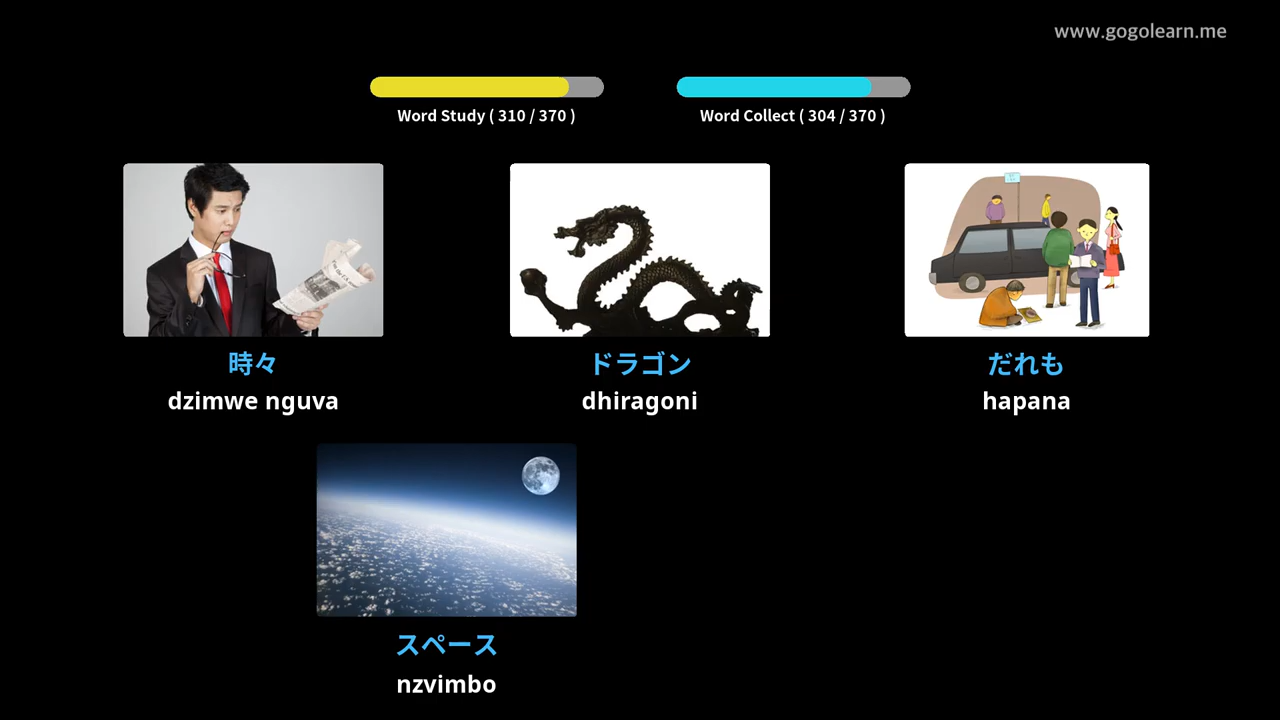 www.gogolearn.me
Word Study ( 310 / 370 )
Word Collect ( 304 / 370 )
時々
dzimwe nguva
ドラゴン
dhiragoni
だれも
hapana
スペース
nzvimbo